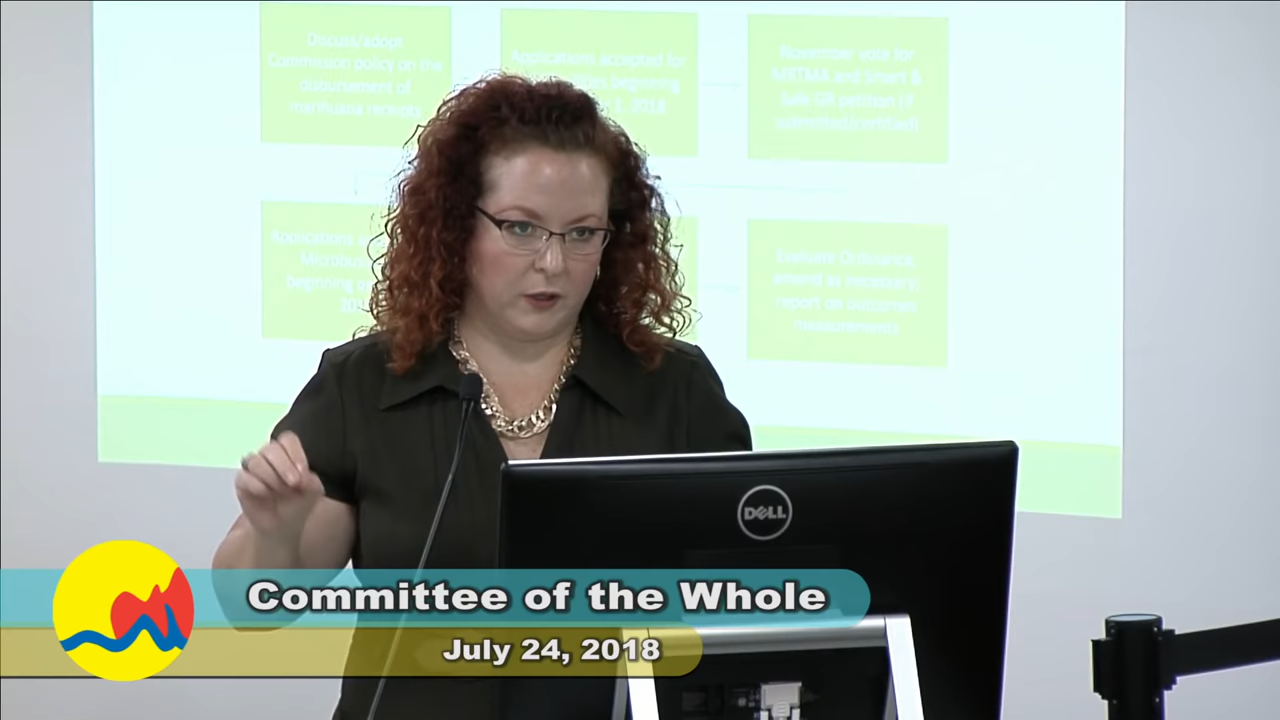 Discuss/adopt
Commission policy on the
disbursement of
marihuana receipts
Applications accepted for
beginning
2018
November vote for
MRTMA and Smart &
Safe GR petition (if
submitted/certified)
Applications
beginning
Evaluate Ordinance,
amend as necessary,
report on outcomes
measurements
DELL
Committee of the Whole
July 24, 2018